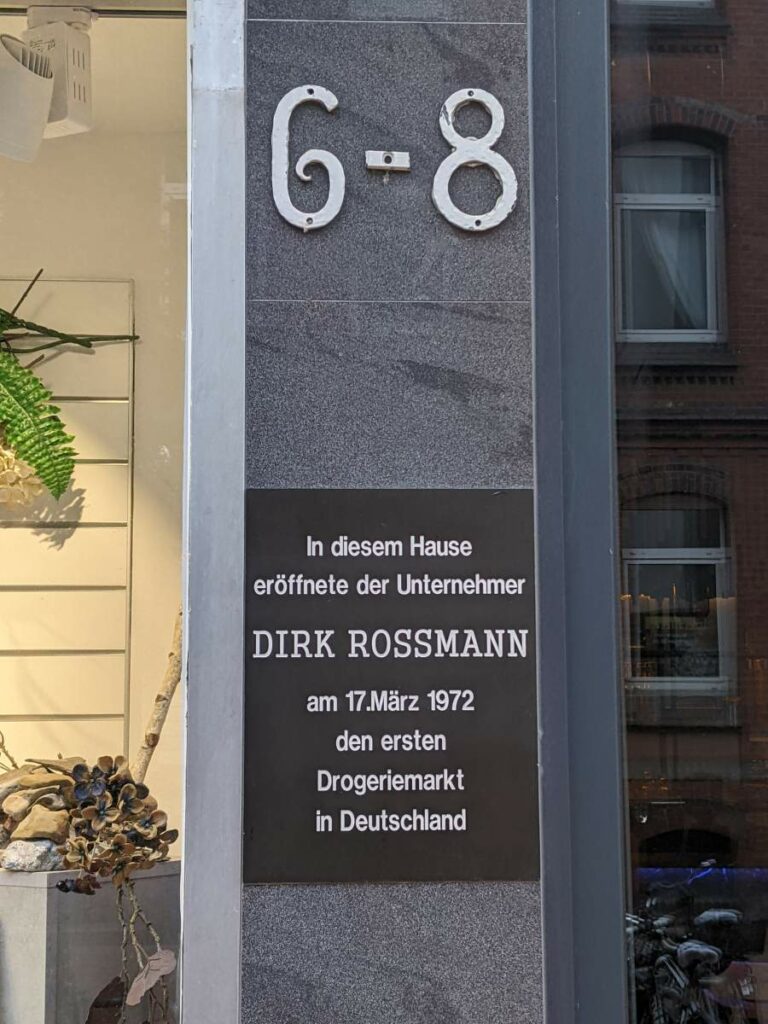 6-8
In diesem Hause
eröffnete der Unternehmer
DIRK ROSSMANN
am 17.März 1972
den ersten
Drogeriemarkt
in Deutschland